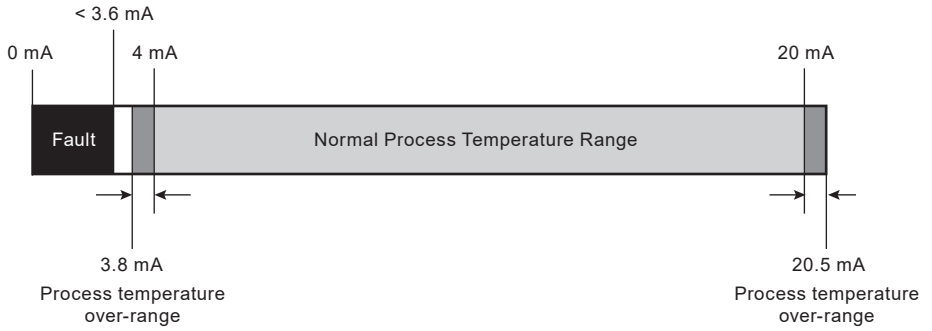 < 3.6 mA
0 mA
4 mA
20 mA
Fault
Normal Process Temperature Range
3.8 mA
Process temperature
over-range
20.5 mA
Process temperature
over-range